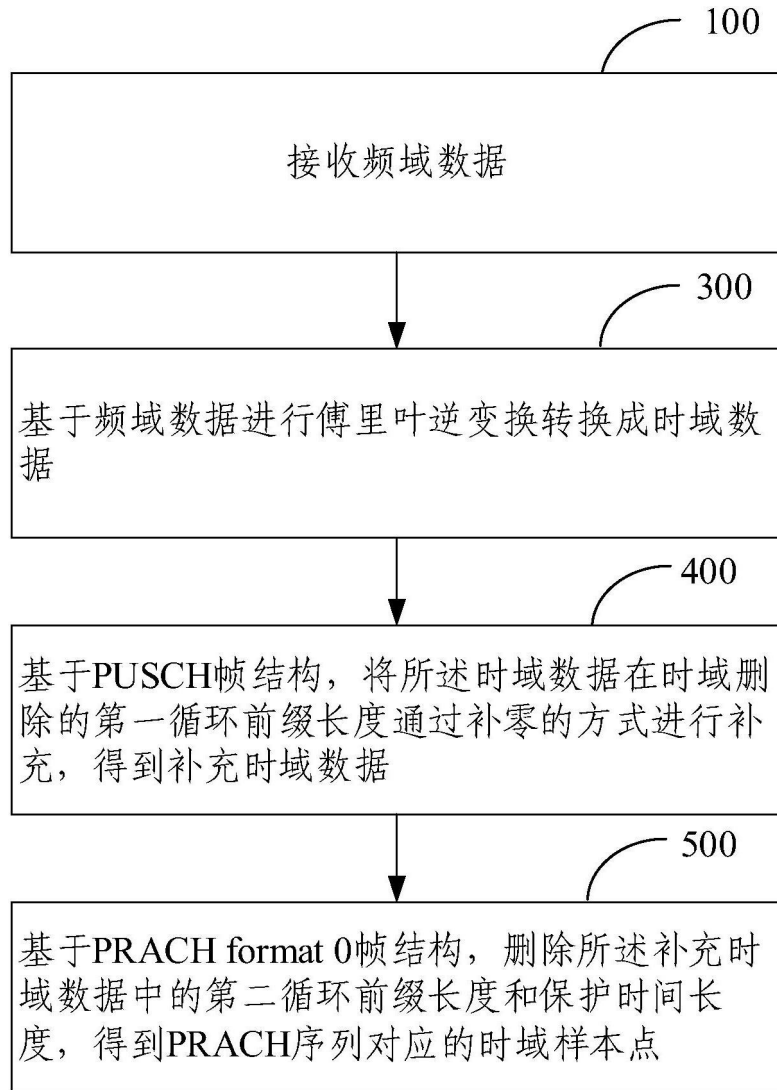 100
接收频域数据
300
基于频域数据进行傅里叶逆变换转换成时域数
据
400
基于PUSCH帧结构，将所述时域数据在时域删
除的第一循环前缀长度通过补零的方式进行补
充，得到补充时域数据
500
基于PRACH format 0帧结构，删除所述补充时
域数据中的第二循环前缀长度和保护时间长
度，得到PRACH序列对应的时域样本点